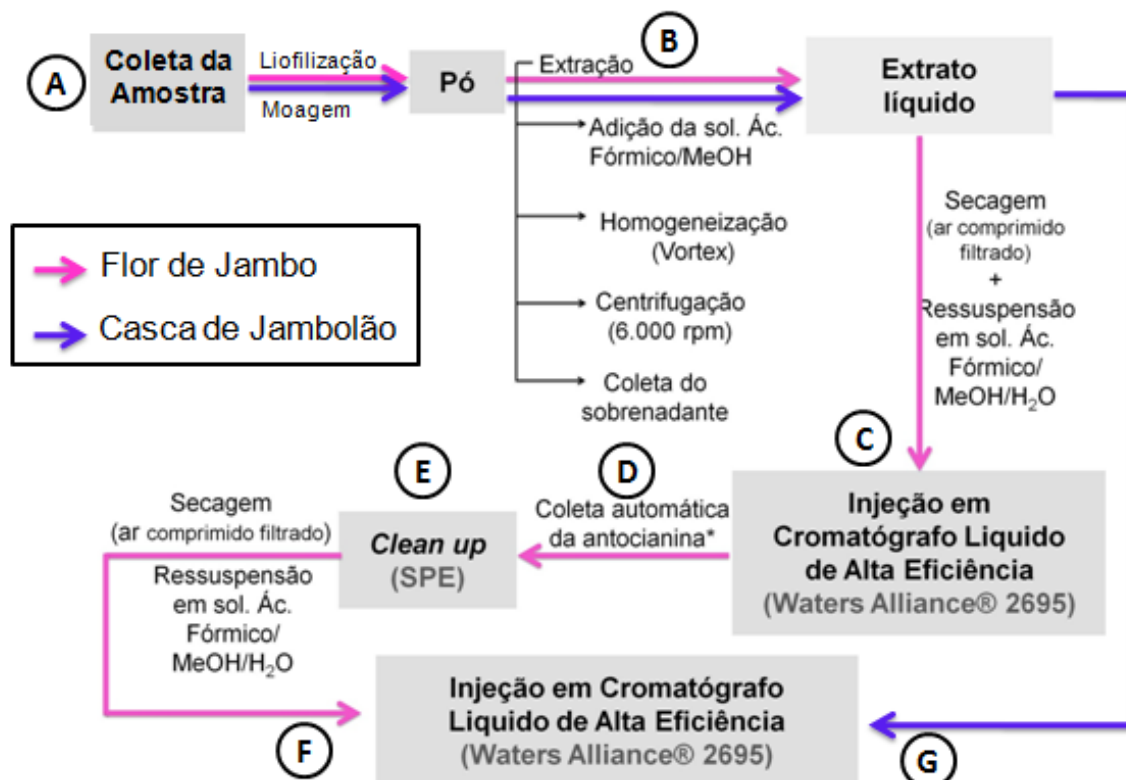 A
Coleta da
Amostra
Liofilização
Moagem
Pó
B
Extração
Adição da sol. Ác.
Fórmico/MeOH
Homogeneização
(Vortex)
Centrifugação
(6.000 rpm)
Coleta do
sobrenadante
Extrato
líquido
Flor de Jambo
Casca de Jambolão
Secagem
(ar comprimido
filtrado)
+
Ressuspensão
em sol. Ác.
Fórmico/
MeOH/H₂O
C
Injeção em
Cromatógrafo Liquido
de Alta Eficiência
(Waters Alliance® 2695)
D
Coleta automática
da antocianina*
E
Clean up
(SPE)
Secagem
(ar comprimido filtrado)
Ressuspensão
em sol. Ác.
Fórmico/
MeOH/H₂O
F
Injeção em Cromatógrafo
Liquido de Alta Eficiência
(Waters Alliance® 2695)
G